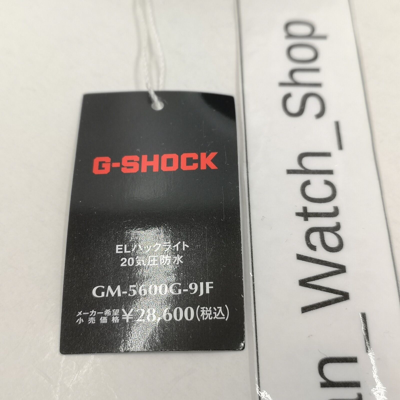 G-SHOCK
ELバックライト
20気圧防水
GM-5600G-9JF
メーカー希望
小売価格 ¥28,600(税込)
an_Watch_Shop